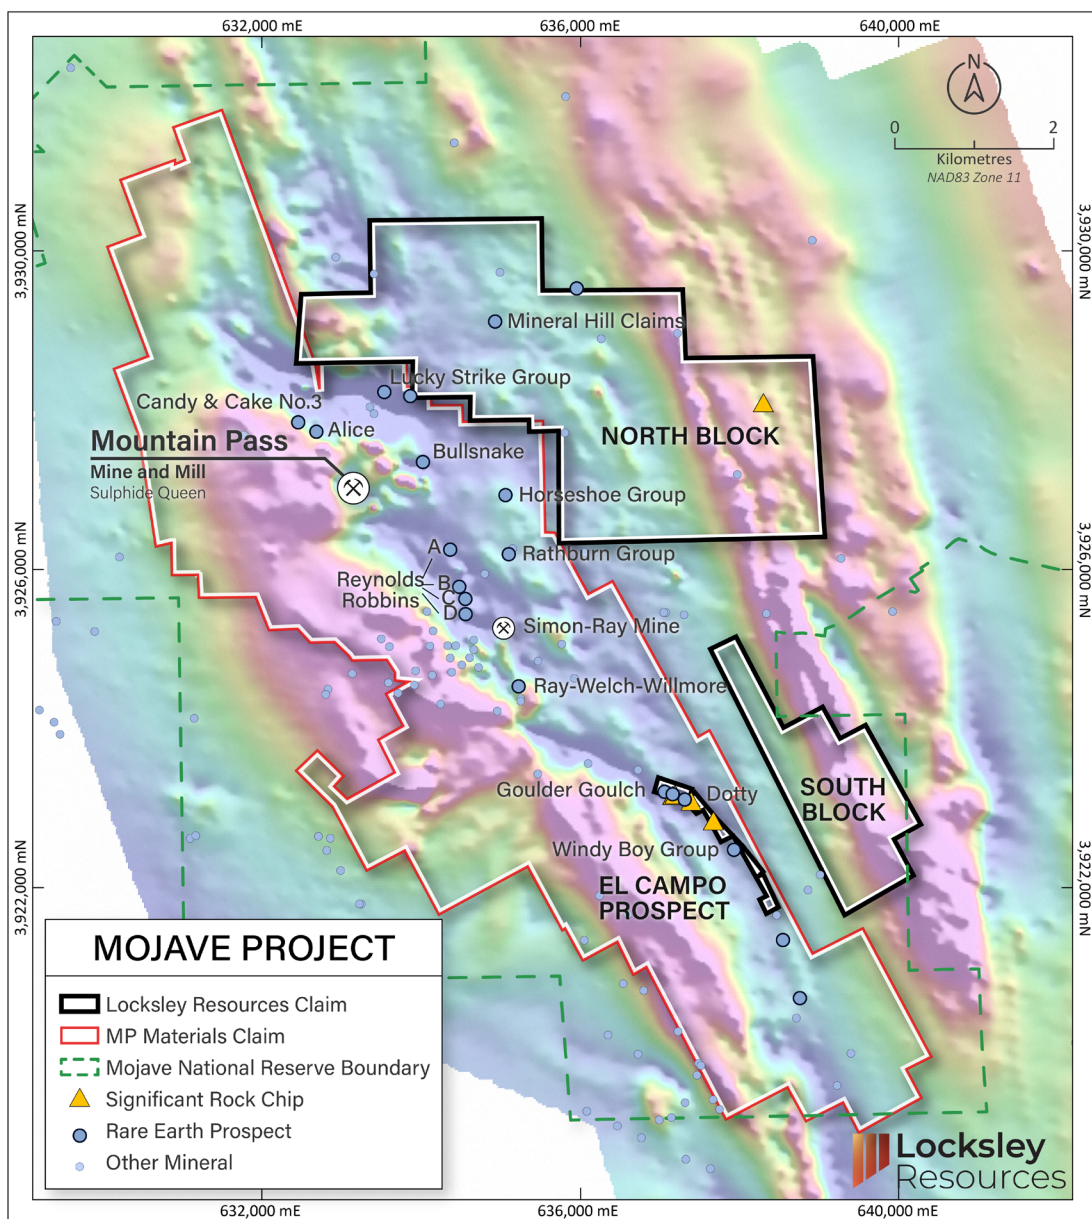 632,000 mE
636,000 mE
640,000 mE
N
0
2
Kilometres
NAD83 Zone 11
3,930,000 mN
3,930,000 mN
Mineral Hill Claims
Lucky Strike Group
Candy & Cake No.3
Alice
NORTH BLOCK
Mountain Pass
Mine and Mill
Sulphide Queen
Bullsnake
Horseshoe Group
A
Rathburn Group
3,926,000 mN
3,926,000 mN
Reynolds
Robbins
B
C
D
Simon-Ray Mine
Ray-Welch-Willmore
Goulder Goulch
Dotty
SOUTH
BLOCK
Windy Boy Group
EL CAMPO
PROSPECT
3,922,000 mN
3,922,000 mN
MOJAVE PROJECT
Locksley Resources Claim
MP Materials Claim
Mojave National Reserve Boundary
Significant Rock Chip
Rare Earth Prospect
Other Mineral
Locksley
Resources
632,000 mE
636,000 mE
640,000 mE